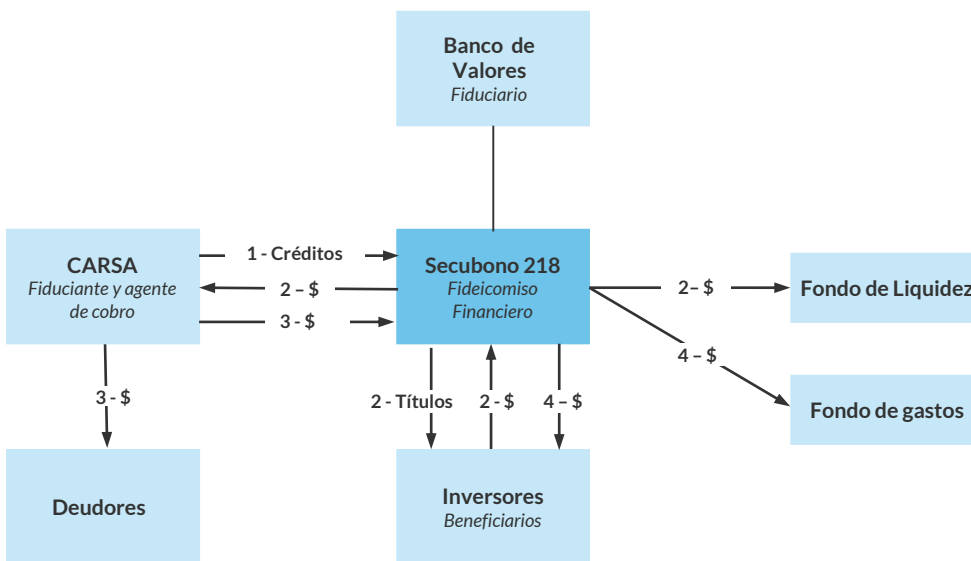 Banco de
Valores
Fiduciario
CARSA
Fiduciante y agente
de cobro
1 - Créditos
2 – $
3 - $
Secubono 218
Fideicomiso
Financiero
2– $
Fondo de Liquidez
4 – $
Fondo de gastos
3 - $
2 - Títulos
2 - $
4 – $
Deudores
Inversores
Beneficiarios